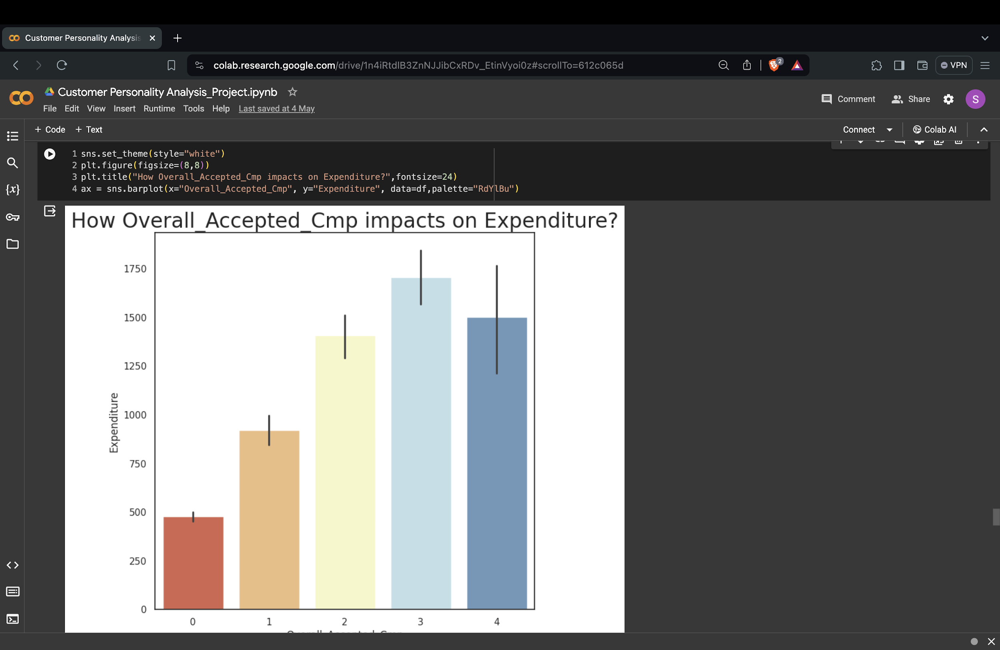 Customer Personality Analysis
colab.research.google.com/drive/1n4iRtdlB3ZnNJJibCxRDv_EtinVyoi0z#scrollTo=612c065d
2
VPN
Customer Personality Analysis_Project.ipynb
Comment
Share
S
File Edit View Insert Runtime Tools Help Last saved at 4 May
+ Code + Text
Connect
Colab AI
1 sns.set_theme(style="white")
2 plt.figure(figsize=(8,8))
3 plt.title("How Overall_Accepted_Cmp impacts on Expenditure?",fontsize=24)
4 ax = sns.barplot(x="Overall_Accepted_Cmp", y="Expenditure", data=df,palette="RdYlBu")
{x}
How Overall_Accepted_Cmp impacts on Expenditure?
1750
1500
1250
1000
750
500
250
0
Expenditure
0 1 2 3 4